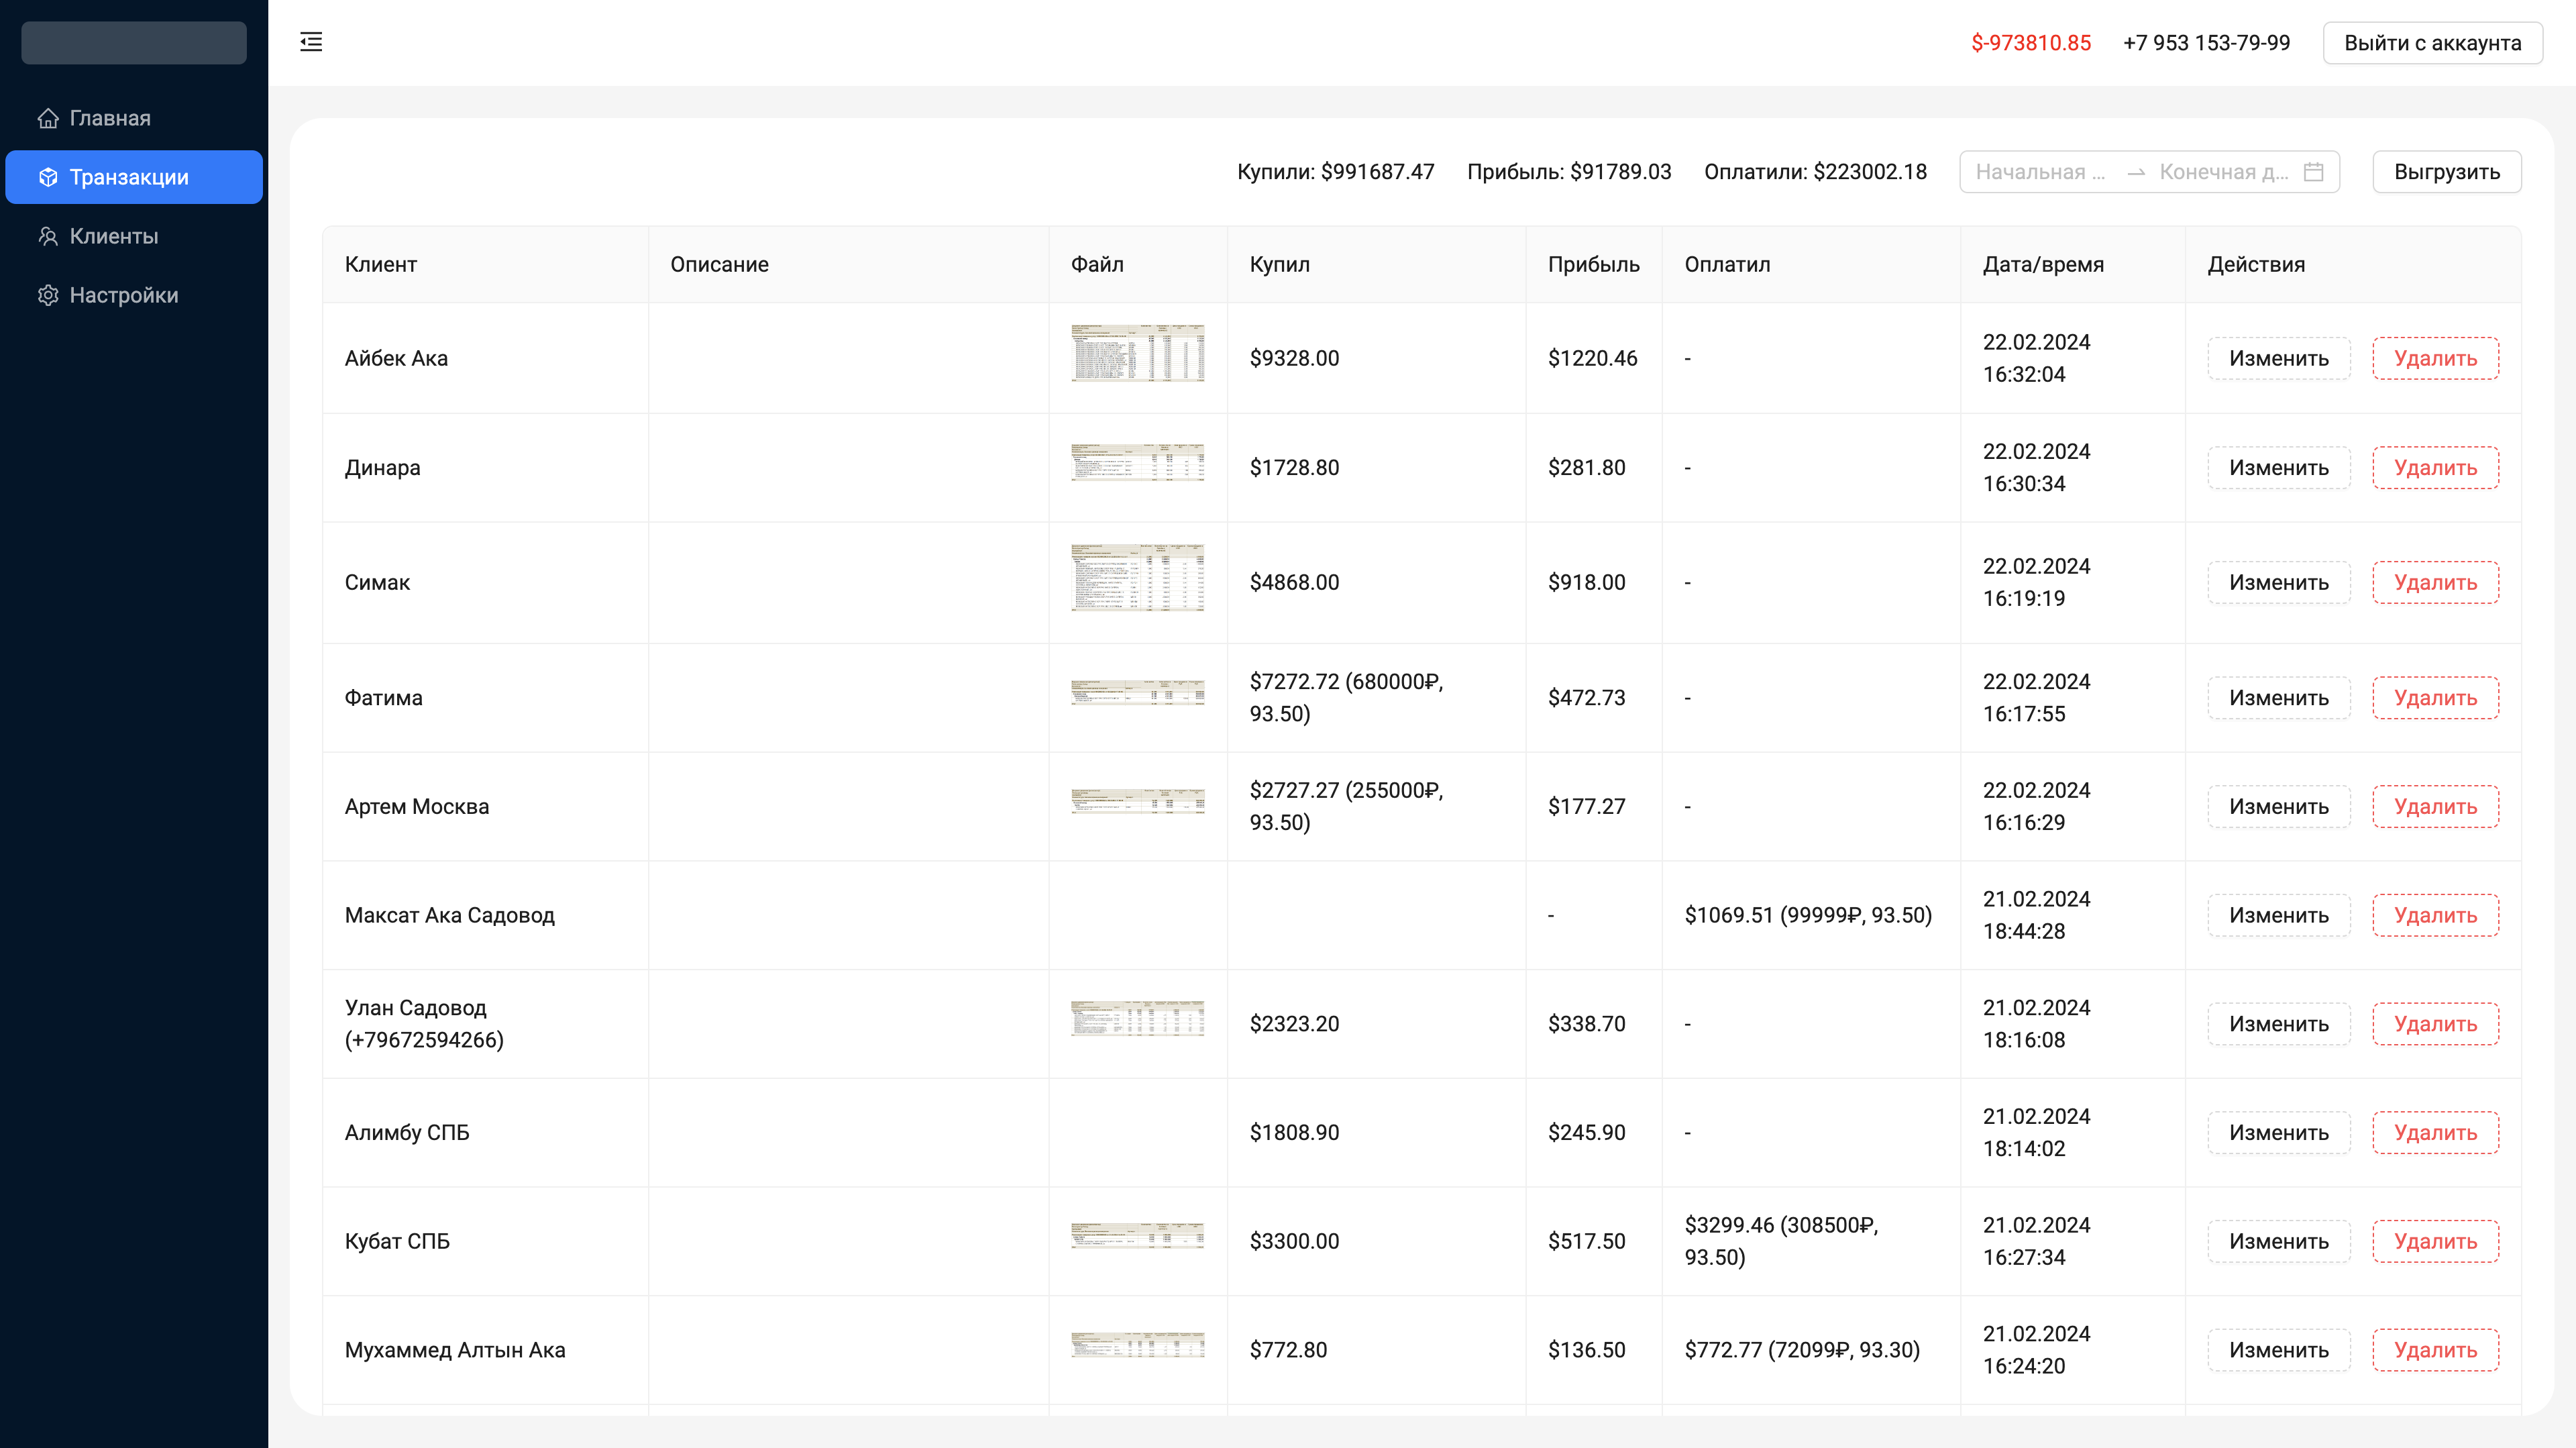 $-973810.85 +7 953 153-79-99 Выйти с аккаунта
Главная
Транзакции
Клиенты
Настройки
Купили: $991687.47 Прибыль: $91789.03 Оплатили: $223002.18 Начальная ... Конечная д... Выгрузить
Клиент Описание Файл Купил Прибыль Оплатил Дата/время Действия
Айбек Ака $9328.00 $1220.46 - 22.02.2024
16:32:04 Изменить Удалить
Динара $1728.80 $281.80 - 22.02.2024
16:30:34 Изменить Удалить
Симак $4868.00 $918.00 - 22.02.2024
16:19:19 Изменить Удалить
Фатима $7272.72 (680000₽,
93.50) $472.73 - 22.02.2024
16:17:55 Изменить Удалить
Артем Москва $2727.27 (255000₽,
93.50) $177.27 - 22.02.2024
16:16:29 Изменить Удалить
Максат Ака Садовод - $1069.51 (99999₽, 93.50) 21.02.2024
18:44:28 Изменить Удалить
Улан Садовод
(+79672594266) $2323.20 $338.70 - 21.02.2024
18:16:08 Изменить Удалить
Алимбу СПБ $1808.90 $245.90 - 21.02.2024
18:14:02 Изменить Удалить
Кубат СПБ $3300.00 $517.50 $3299.46 (308500₽,
93.50) 21.02.2024
16:27:34 Изменить Удалить
Мухаммед Алтын Ака $772.80 $136.50 $772.77 (72099₽, 93.30) 21.02.2024
16:24:20 Изменить Удалить